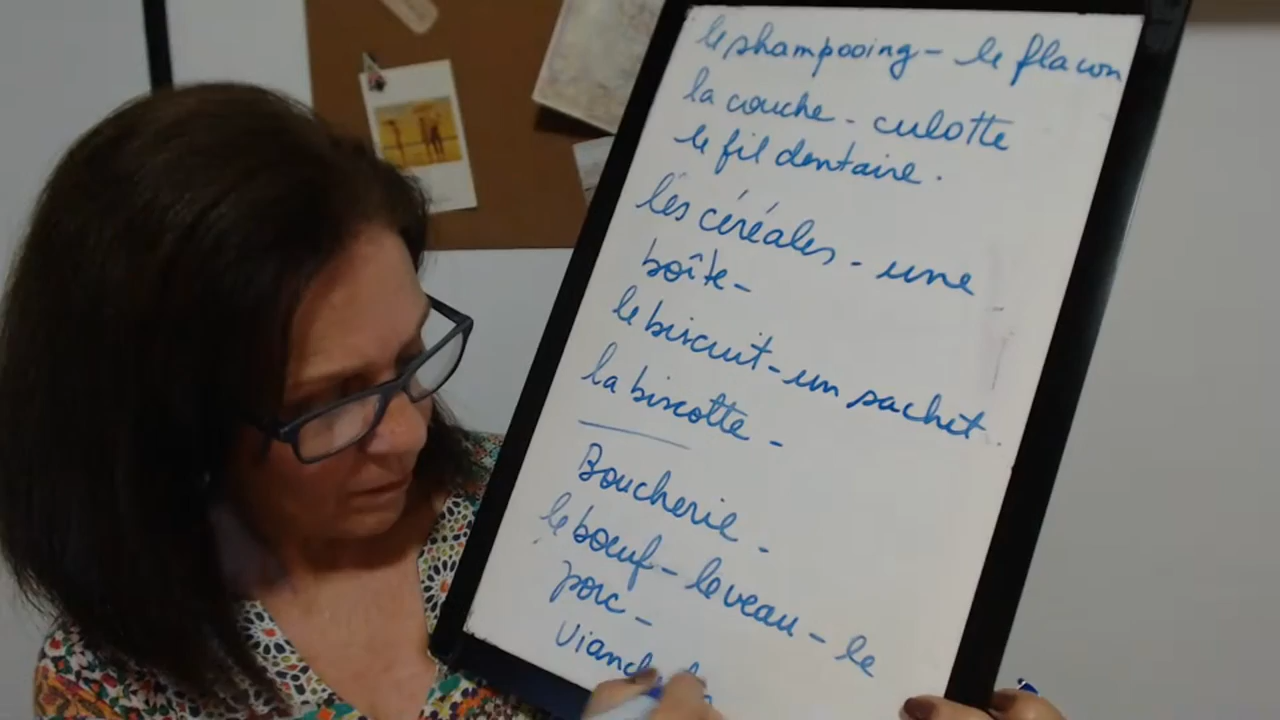 le shampooing - le flacon
la couche - culotte
le fil dentaire.
les céréales - une
boîte -
le biscuit - un sachet.
la biscotte -
Boucherie -
le bœuf - le veau - le
porc -